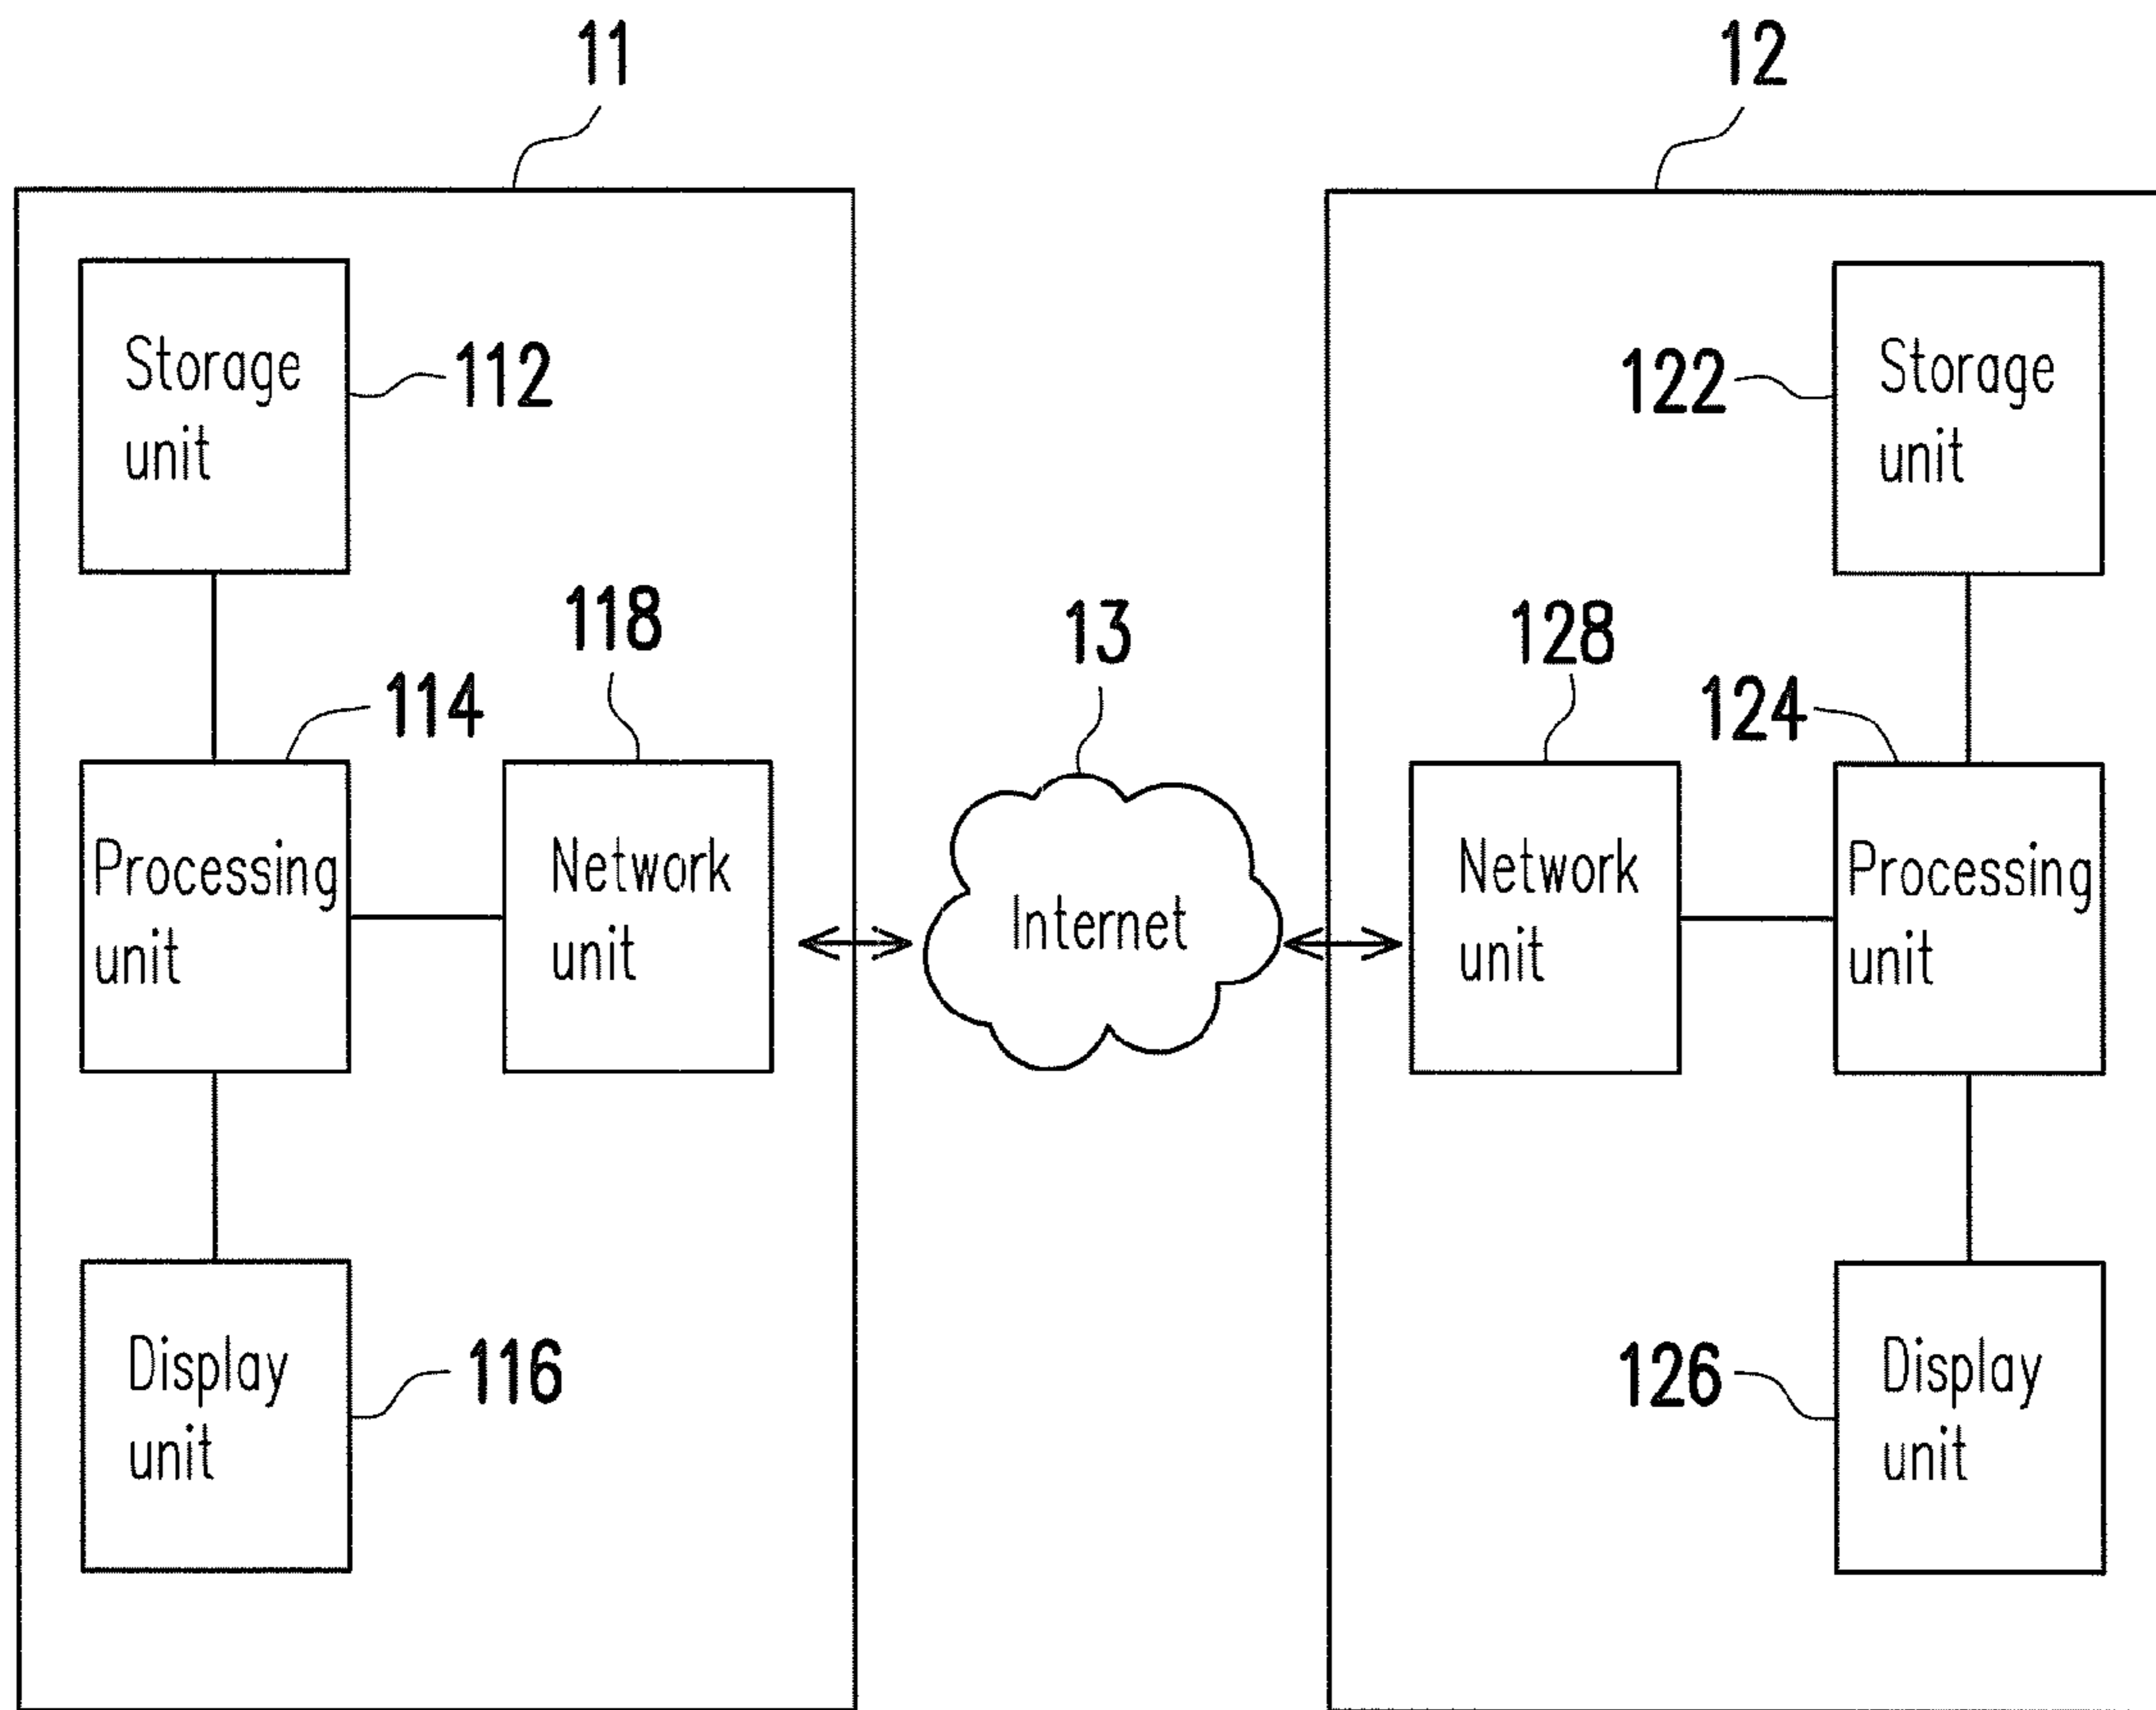 11
12
Storage
unit
112
122
Storage
unit
118
13
128
114
124
Processing
unit
Network
unit
Internet
Network
unit
Processing
unit
Display
unit
116
126
Display
unit